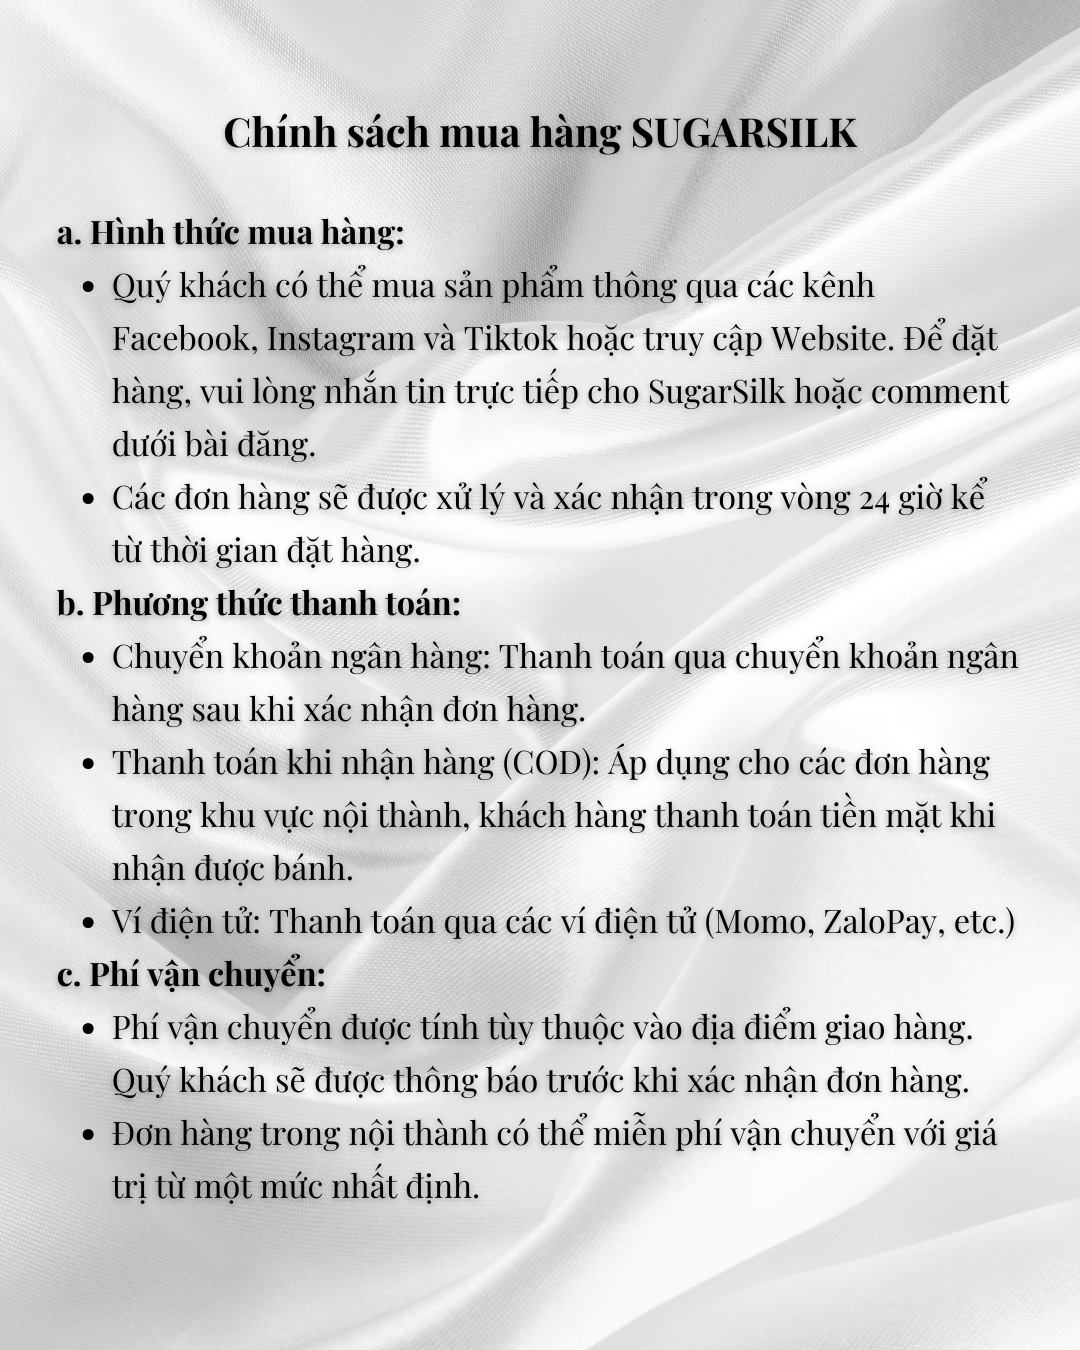 Chính sách mua hàng SUGARSILK
a. Hình thức mua hàng:
• Quý khách có thể mua sản phẩm thông qua các kênh
Facebook, Instagram và Tiktok hoặc truy cập Website. Để đặt
hàng, vui lòng nhắn tin trực tiếp cho SugarSilk hoặc comment
dưới bài đăng.
• Các đơn hàng sẽ được xử lý và xác nhận trong vòng 24 giờ kể
từ thời gian đặt hàng.
b. Phương thức thanh toán:
• Chuyển khoản ngân hàng: Thanh toán qua chuyển khoản ngân
hàng sau khi xác nhận đơn hàng.
• Thanh toán khi nhận hàng (COD): Áp dụng cho các đơn hàng
trong khu vực nội thành, khách hàng thanh toán tiền mặt khi
nhận được bánh.
• Ví điện tử: Thanh toán qua các ví điện tử (Momo, ZaloPay, etc.)
c. Phí vận chuyển:
• Phí vận chuyển được tính tùy thuộc vào địa điểm giao hàng.
Quý khách sẽ được thông báo trước khi xác nhận đơn hàng.
• Đơn hàng trong nội thành có thể miễn phí vận chuyển với giá
trị từ một mức nhất định.